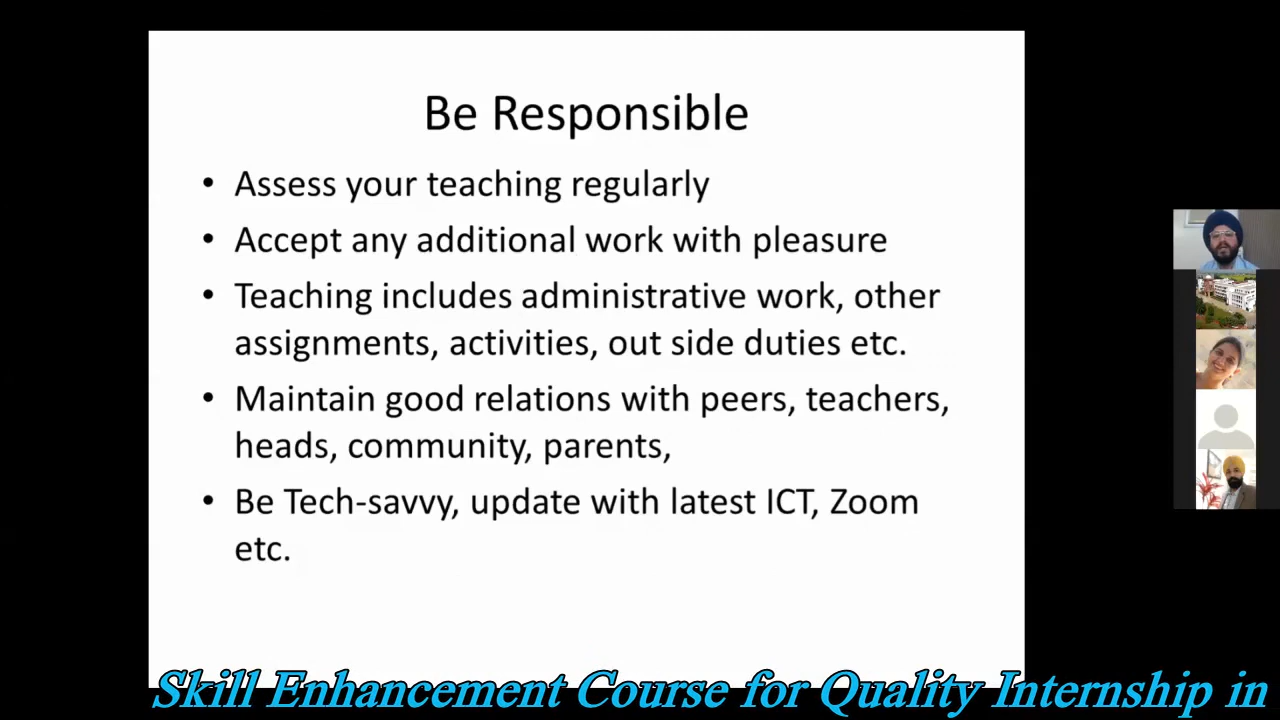 Be Responsible
• Assess your teaching regularly
• Accept any additional work with pleasure
• Teaching includes administrative work, other
assignments, activities, out side duties etc.
• Maintain good relations with peers, teachers,
heads, community, parents,
• Be Tech-savvy, update with latest ICT, Zoom
etc.
Skill Enhancement Course for Quality Internship in